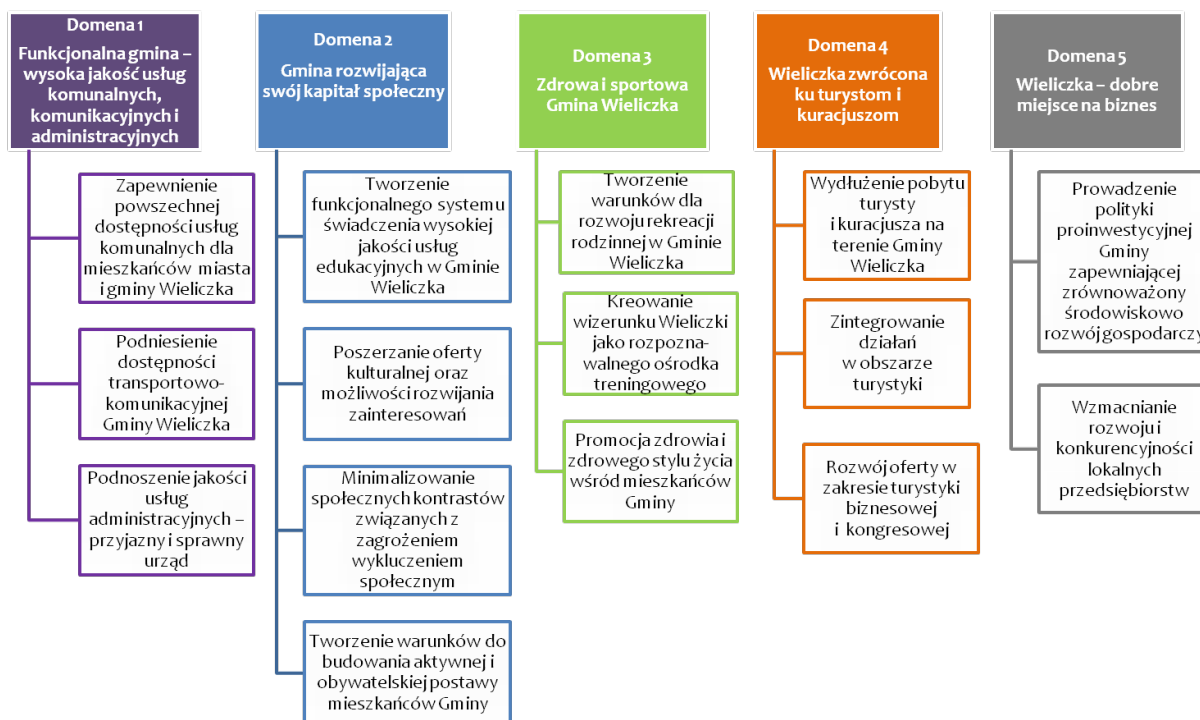 Domena 1
Funkcjonalna gmina –
wysoka jakość usług
komunalnych,
komunikacyjnych i
administracyjnych
Zapewnienie
powszechnej
dostępności usług
komunalnych dla
mieszkańców miasta
i gminy Wieliczka
Podniesienie
dostępności
transportowo-
komunikacyjnej
Gminy Wieliczka
Podnoszenie jakości
usług
administracyjnych –
przyjazny i sprawny
urząd
Domena 2
Gmina rozwijająca
swój kapitał społeczny
Tworzenie
funkcjonalnego systemu
świadczenia wysokiej
jakości usług
edukacyjnych w Gminie
Wieliczka
Poszerzanie oferty
kulturalnej oraz
możliwości rozwijania
zainteresowań
Minimalizowanie
społecznych kontrastów
związanych z
zagrożeniem
wykluczeniem
społecznym
Tworzenie warunków do
budowania aktywnej i
obywatelskiej postawy
mieszkańców Gminy
Domena 3
Zdrowa i sportowa
Gmina Wieliczka
Tworzenie
warunków dla
rozwoju rekreacji
rodzinnej w Gminie
Wieliczka
Kreowanie
wizerunku Wieliczki
jako rozpozna-
walnego ośrodka
treningowego
Promocja zdrowia i
zdrowego stylu życia
wśród mieszkańców
Gminy
Domena 4
Wieliczka zwrócona
ku turystom i
kuracjuszom
Wydłużenie pobytu
turysty
i kuracjusza na
terenie Gminy
Wieliczka
Zintegrowanie
działań
w obszarze
turystyki
Rozwój oferty w
zakresie turystyki
biznesowej
i kongresowej
Domena 5
Wieliczka – dobre
miejsce na biznes
Prowadzenie
polityki
proinwestycyjnej
Gminy
zapewniającej
zrównoważony
środowiskowo
rozwój gospodarczy
Wzmacnianie
rozwoju i
konkurencyjności
lokalnych
przedsiębiorstw